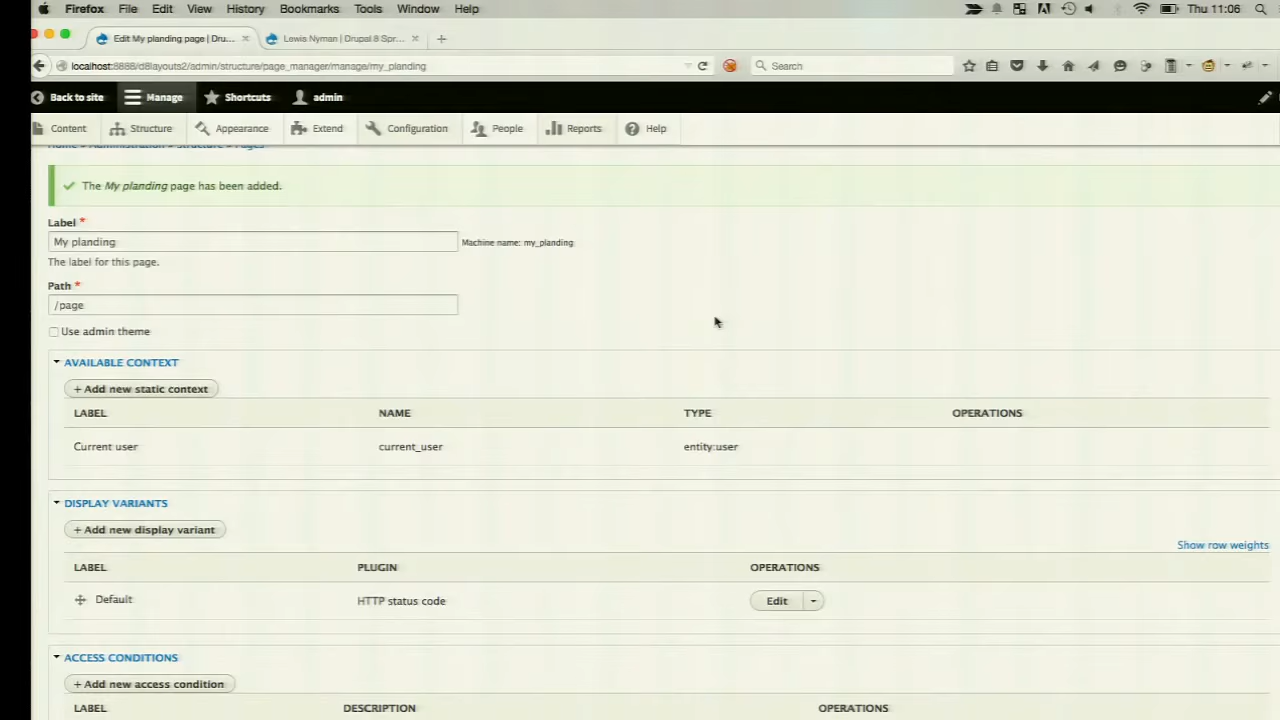 Firefox File Edit View History Bookmarks Tools Window Help Thu 11:06
Edit My planding page | Dru... × Lewis Nyman | Drupal 8 Spr... × +
localhost:8888/d8layouts2/admin/structure/page_manager/manage/my_planding Search
Back to site Manage Shortcuts admin
Content Structure Appearance Extend Configuration People Reports Help
Home » Administration » Structure » Pages
The My planding page has been added.
Label *
My planding Machine name: my_planding
The label for this page.
Path *
/page
Use admin theme
AVAILABLE CONTEXT
+ Add new static context
LABEL NAME TYPE OPERATIONS
Current user current_user entity:user
DISPLAY VARIANTS
+ Add new display variant
Show row weights
LABEL PLUGIN OPERATIONS
Default HTTP status code Edit
ACCESS CONDITIONS
+ Add new access condition
LABEL DESCRIPTION OPERATIONS